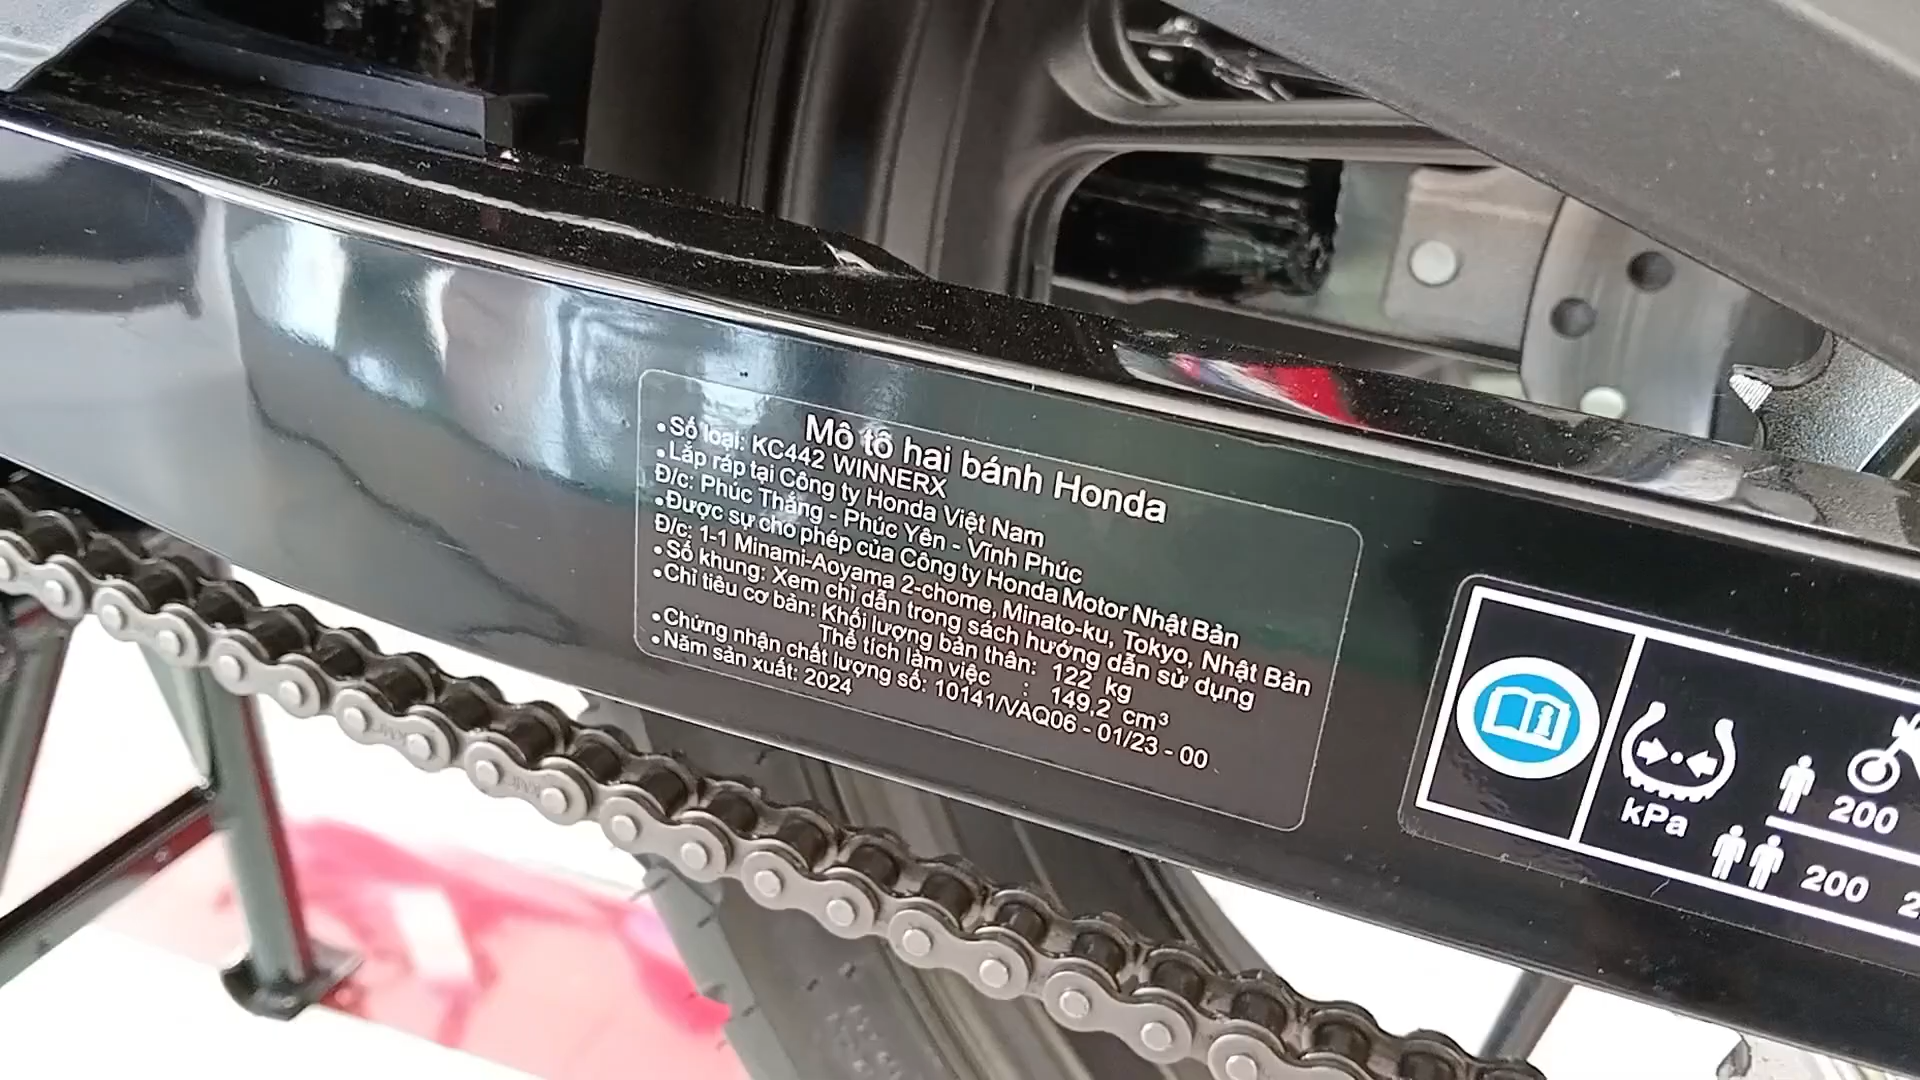 Mô tô hai bánh Honda
•Số loại: KC442 WINNERX
•Lắp ráp tại Công ty Honda Việt Nam
Đ/c: Phúc Thắng - Phúc Yên - Vĩnh Phúc
•Được sự cho phép của Công ty Honda Motor Nhật Bản
Đ/c: 1-1 Minami-Aoyama 2-chome, Minato-ku, Tokyo, Nhật Bản
•Số khung: Xem chỉ dẫn trong sách hướng dẫn sử dụng
•Chỉ tiêu cơ bản: Khối lượng bản thân: 122 kg
Thể tích làm việc : 149,2 cm³
•Chứng nhận chất lượng số: 10141/VAQ06 - 01/23 - 00
•Năm sản xuất: 2024
kPa
200
200